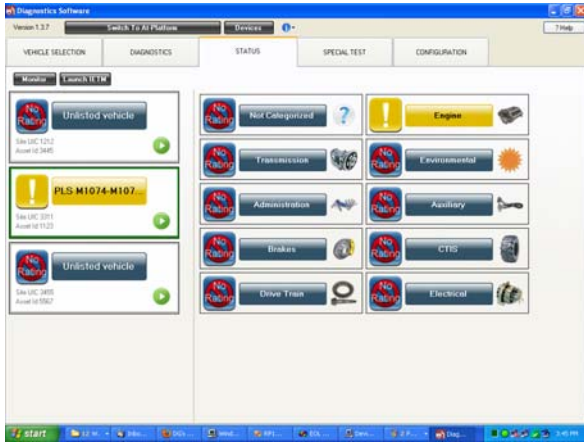 Diagnostics Software
Version 1.3.7
Switch To AI Platform
Devices
? Help
VEHICLE SELECTION
DIAGNOSTICS
STATUS
SPECIAL TEST
CONFIGURATION
Monitor
Launch IETM
No Rating
Unlisted vehicle
Site UIC 1212
Asset Id:3445
PLS-M1074-M107...
Site UIC 3311
Asset Id:1123
No Rating
Unlisted vehicle
Site UIC 3455
Asset Id:5567
No Rating
Not Categorized
?
Engine
No Rating
Transmission
No Rating
Environmental
No Rating
Administration
No Rating
Auxiliary
No Rating
Brakes
No Rating
CTIS
No Rating
Drive Train
No Rating
Electrical
start
3:45 PM